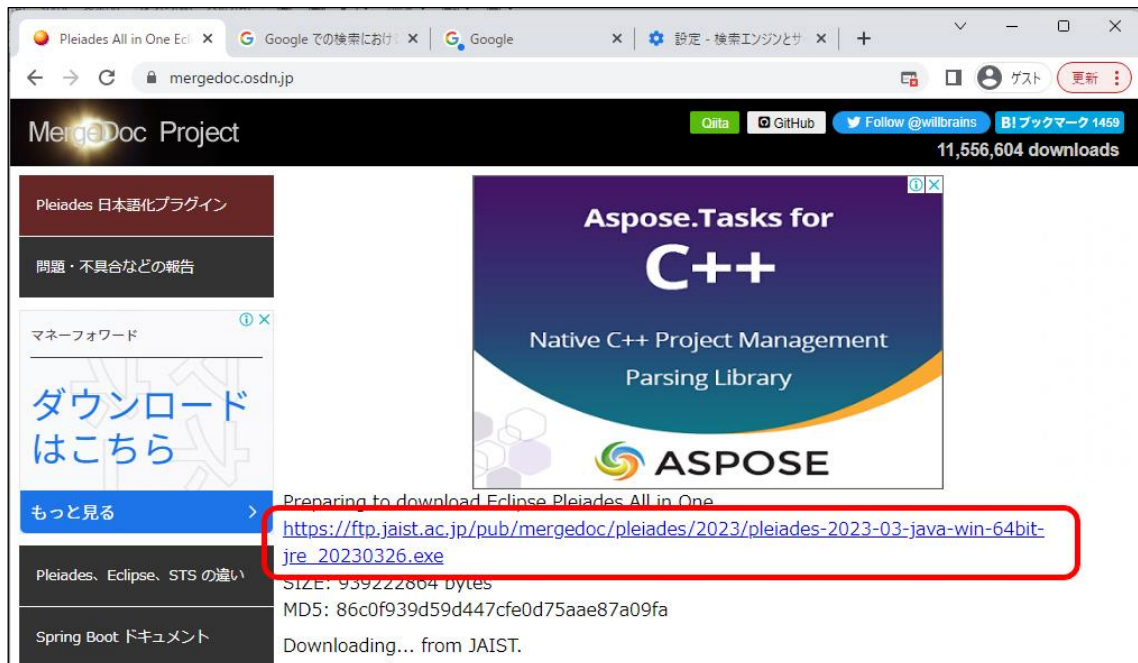 Pleiades All in One Ecl
Google での検索におけ
Google
設定 - 検索エンジンとサ
mergedoc.osdn.jp
ゲスト
更新
MergeDoc Project
Qiita
GitHub
Follow @willbrains
B! ブックマーク 1459
11,556,604 downloads
Pleiades 日本語化プラグイン
問題・不具合などの報告
マネーフォワード
ダウンロード
はこちら
もっと見る
Pleiades、Eclipse、STS の違い
Spring Boot ドキュメント
Aspose.Tasks for
C++
Native C++ Project Management
Parsing Library
ASPOSE
Preparing to download Eclipse Pleiades All in One
https://ftp.jaist.ac.jp/pub/mergedoc/pleiades/2023/pleiades-2023-03-java-win-64bit-
jre_20230326.exe
SIZE: 939222864 bytes
MD5: 86c0f939d59d447cfe0d75aae87a09fa
Downloading... from JAIST.